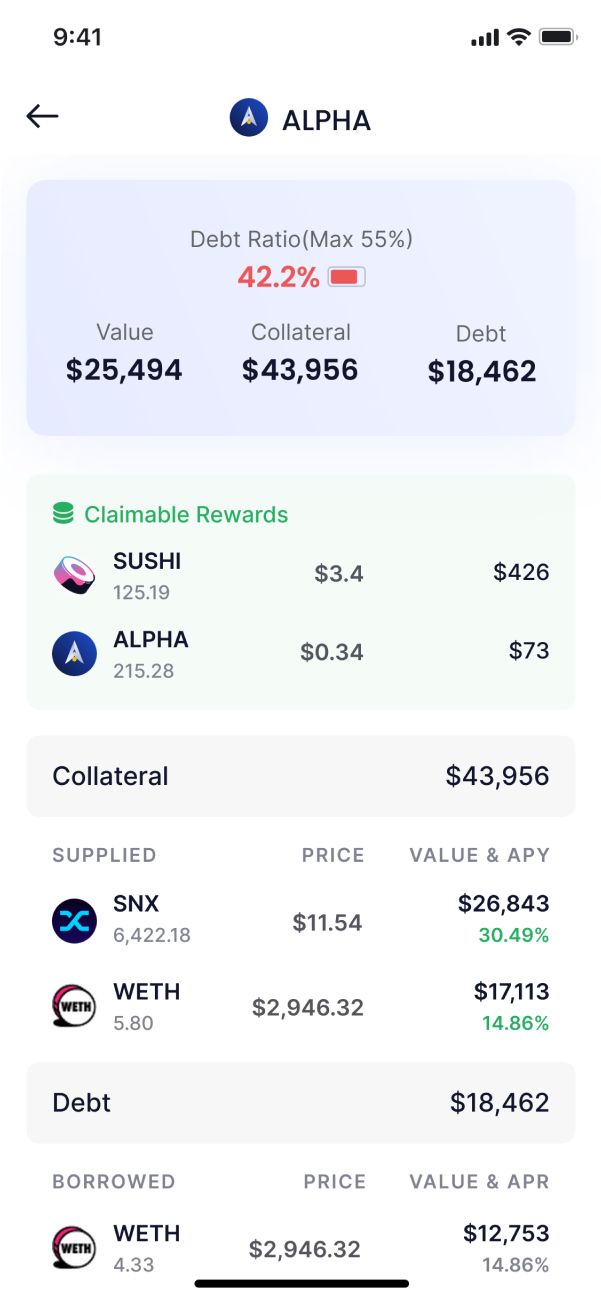 9:41
ALPHA
Debt Ratio(Max 55%)
42.2%
Value Collateral Debt
$25,494 $43,956 $18,462
Claimable Rewards
SUSHI $3.4 $426
125.19
ALPHA $0.34 $73
215.28
Collateral $43,956
SUPPLIED PRICE VALUE & APY
SNX $11.54 $26,843
6,422.18 30.49%
WETH WETH $2,946.32 $17,113
5.80 14.86%
Debt $18,462
BORROWED PRICE VALUE & APR
WETH WETH $2,946.32 $12,753
4.33 14.86%